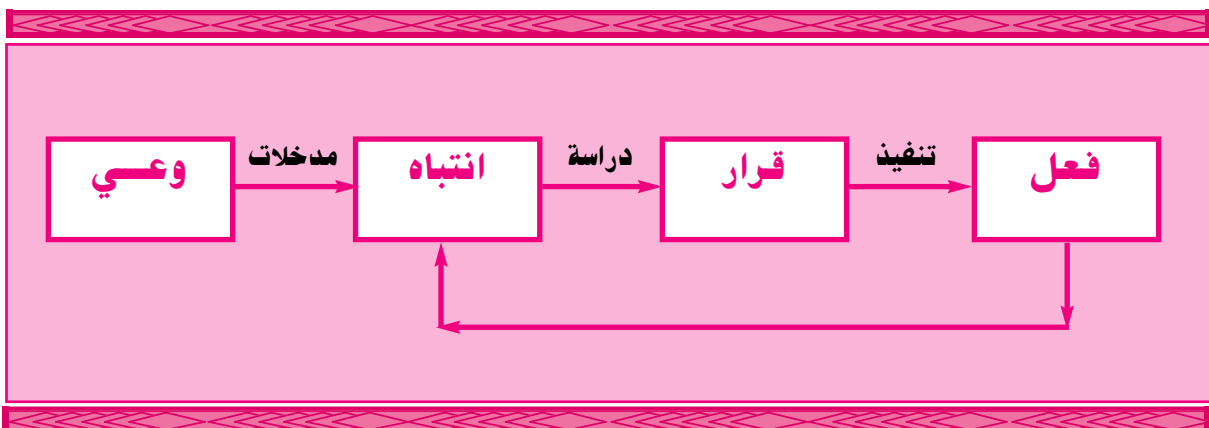 وعـــي
مدخلات
انتباه
دراسة
قرار
تنفيذ
فعل